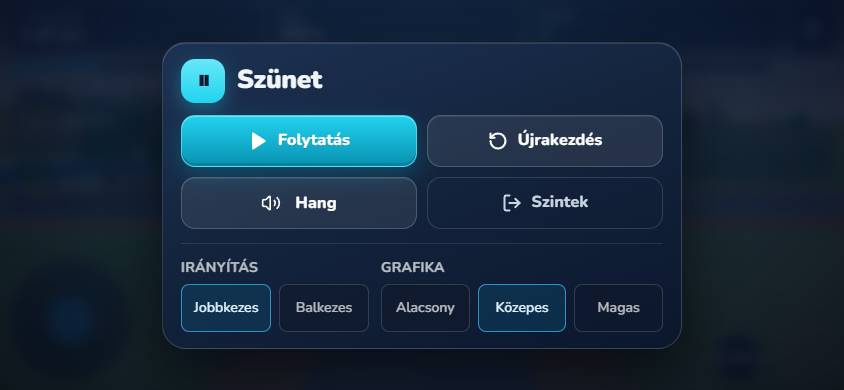 Szünet
Folytatás
Újrakezdés
Hang
Szintek
IRÁNYÍTÁS
GRAFIKA
Jobbkezes
Balkezes
Alacsony
Közepes
Magas